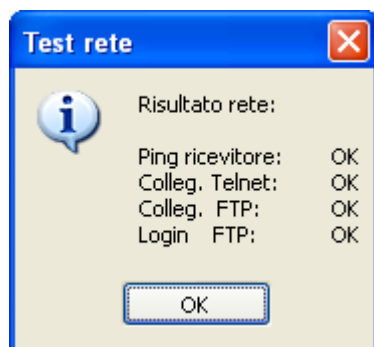 Test rete
Risultato rete:
Ping ricevitore: OK
Colleg. Telnet: OK
Colleg. FTP: OK
Login FTP: OK
OK